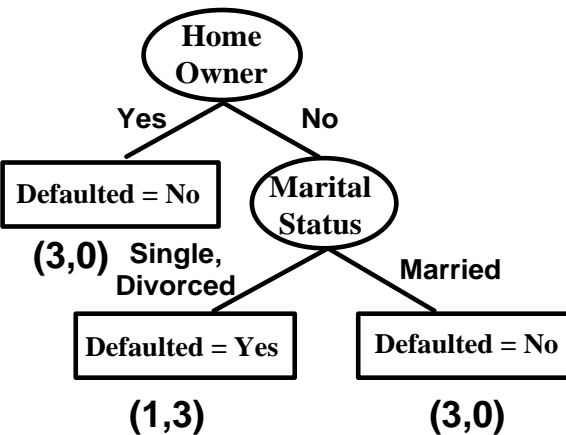 Home
Owner
Yes
No
Defaulted = No
Marital
Status
(3,0)
Single,
Divorced
Married
Defaulted = Yes
Defaulted = No
(1,3)
(3,0)